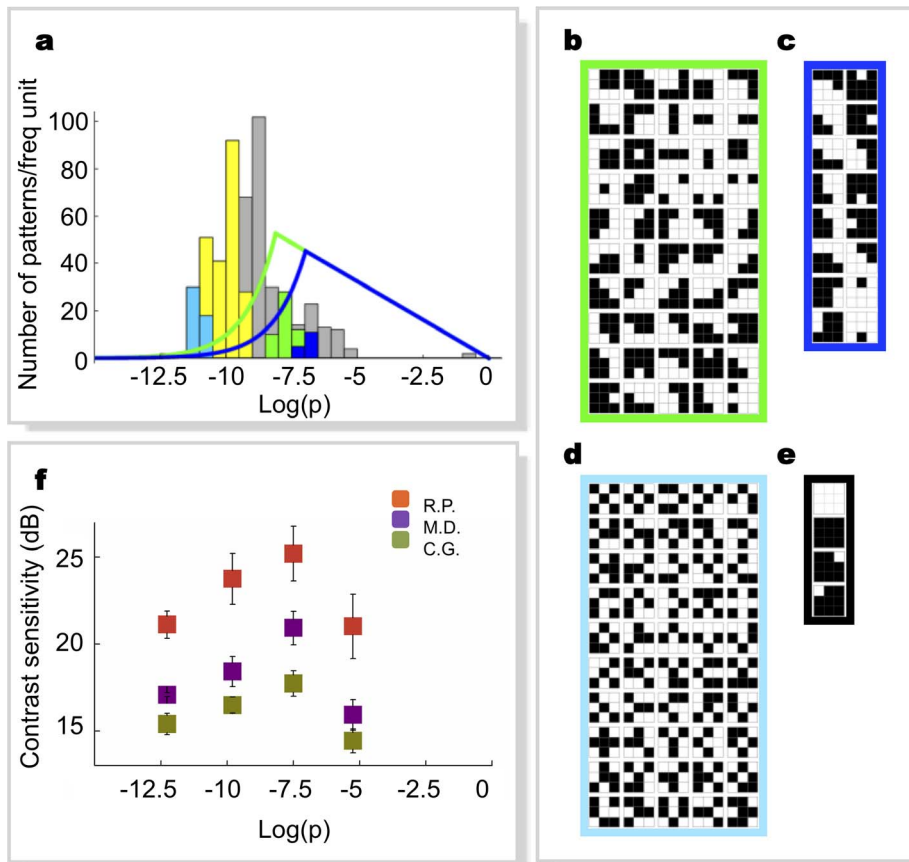 a
Number of patterns/freq unit
100
80
60
40
20
0
-12.5 -10 -7.5 -5 -2.5 0
Log(p)
b
c
d
e
f
R.P.
M.D.
C.G.
Contrast sensitivity (dB)
25
20
15
-12.5 -10 -7.5 -5 -2.5 0
Log(p)